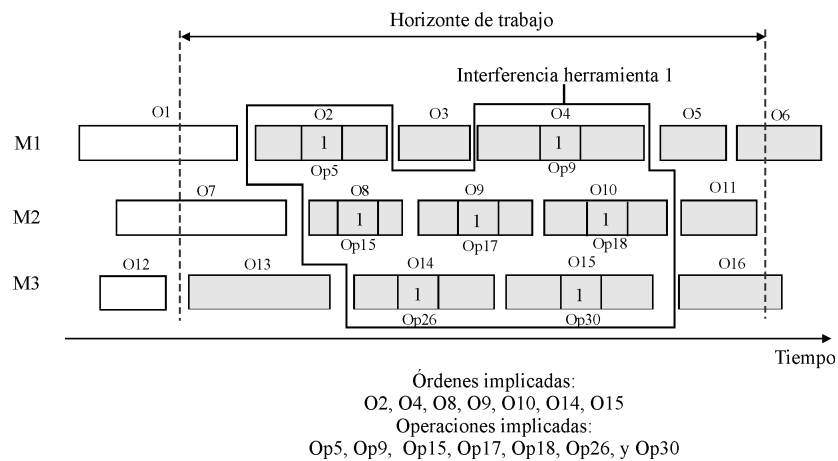 Horizonte de trabajo
Interferencia herramienta 1
O1 O2 O3 O4 O5 O6
M1
1 1
Op5 Op9
O7 O8 O9 O10 O11
M2
1 1 1
Op15 Op17 Op18
O12 O13 O14 O15 O16
M3
1 1
Op26 Op30
Tiempo
Órdenes implicadas:
O2, O4, O8, O9, O10, O14, O15
Operaciones implicadas:
Op5, Op9, Op15, Op17, Op18, Op26, y Op30